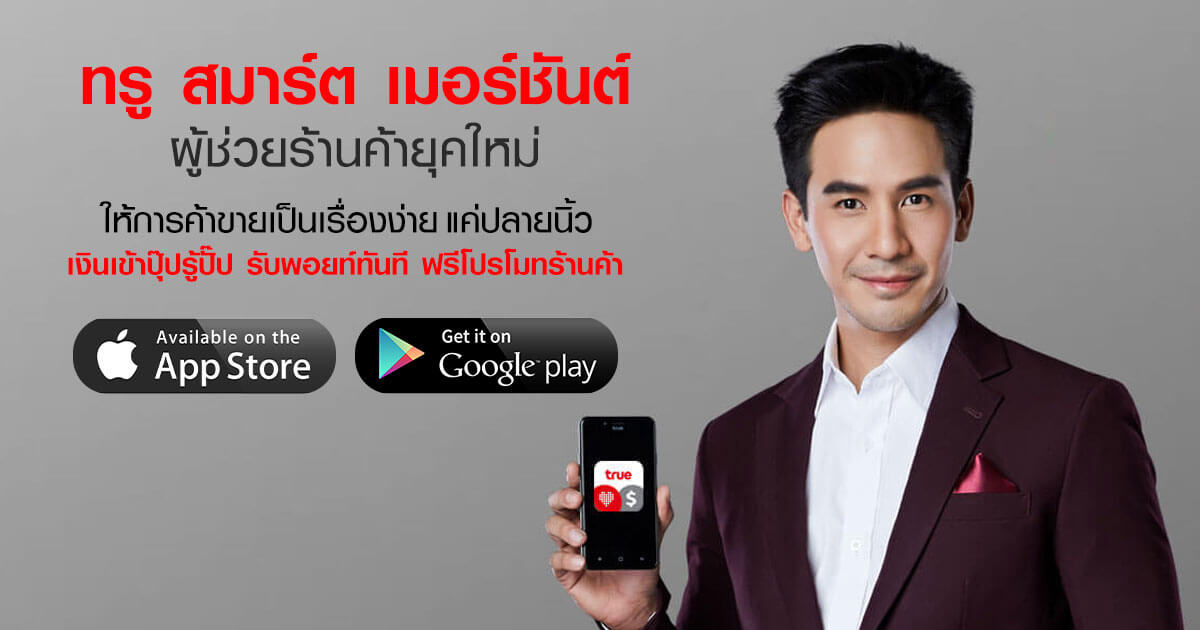 ทรู สมาร์ต เมอร์ชันต์
ผู้ช่วยร้านค้ายุคใหม่
ให้การค้าขายเป็นเรื่องง่าย แค่ปลายนิ้ว
เงินเข้าปุ๊ปรู้ปั๊ป รับพอยท์ทันที ฟรีโปรโมทร้านค้า
Available on the
App Store
Get it on
Google™ play
true
true
$